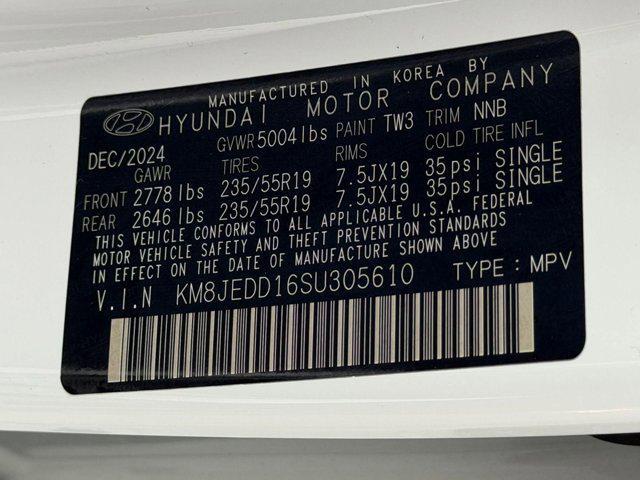 MANUFACTURED IN KOREA BY
HYUNDAI MOTOR COMPANY
DEC/2024 GVWR 5004 lbs PAINT TW3 TRIM NNB
GAWR TIRES RIMS COLD TIRE INFL
FRONT 2778 lbs 235/55R19 7.5JX19 35 psi SINGLE
REAR 2646 lbs 235/55R19 7.5JX19 35 psi SINGLE
THIS VEHICLE CONFORMS TO ALL APPLICABLE U.S.A. FEDERAL
MOTOR VEHICLE SAFETY AND THEFT PREVENTION STANDARDS
IN EFFECT ON THE DATE OF MANUFACTURE SHOWN ABOVE
V.I.N KM8JEDD16SU305610 TYPE : MPV